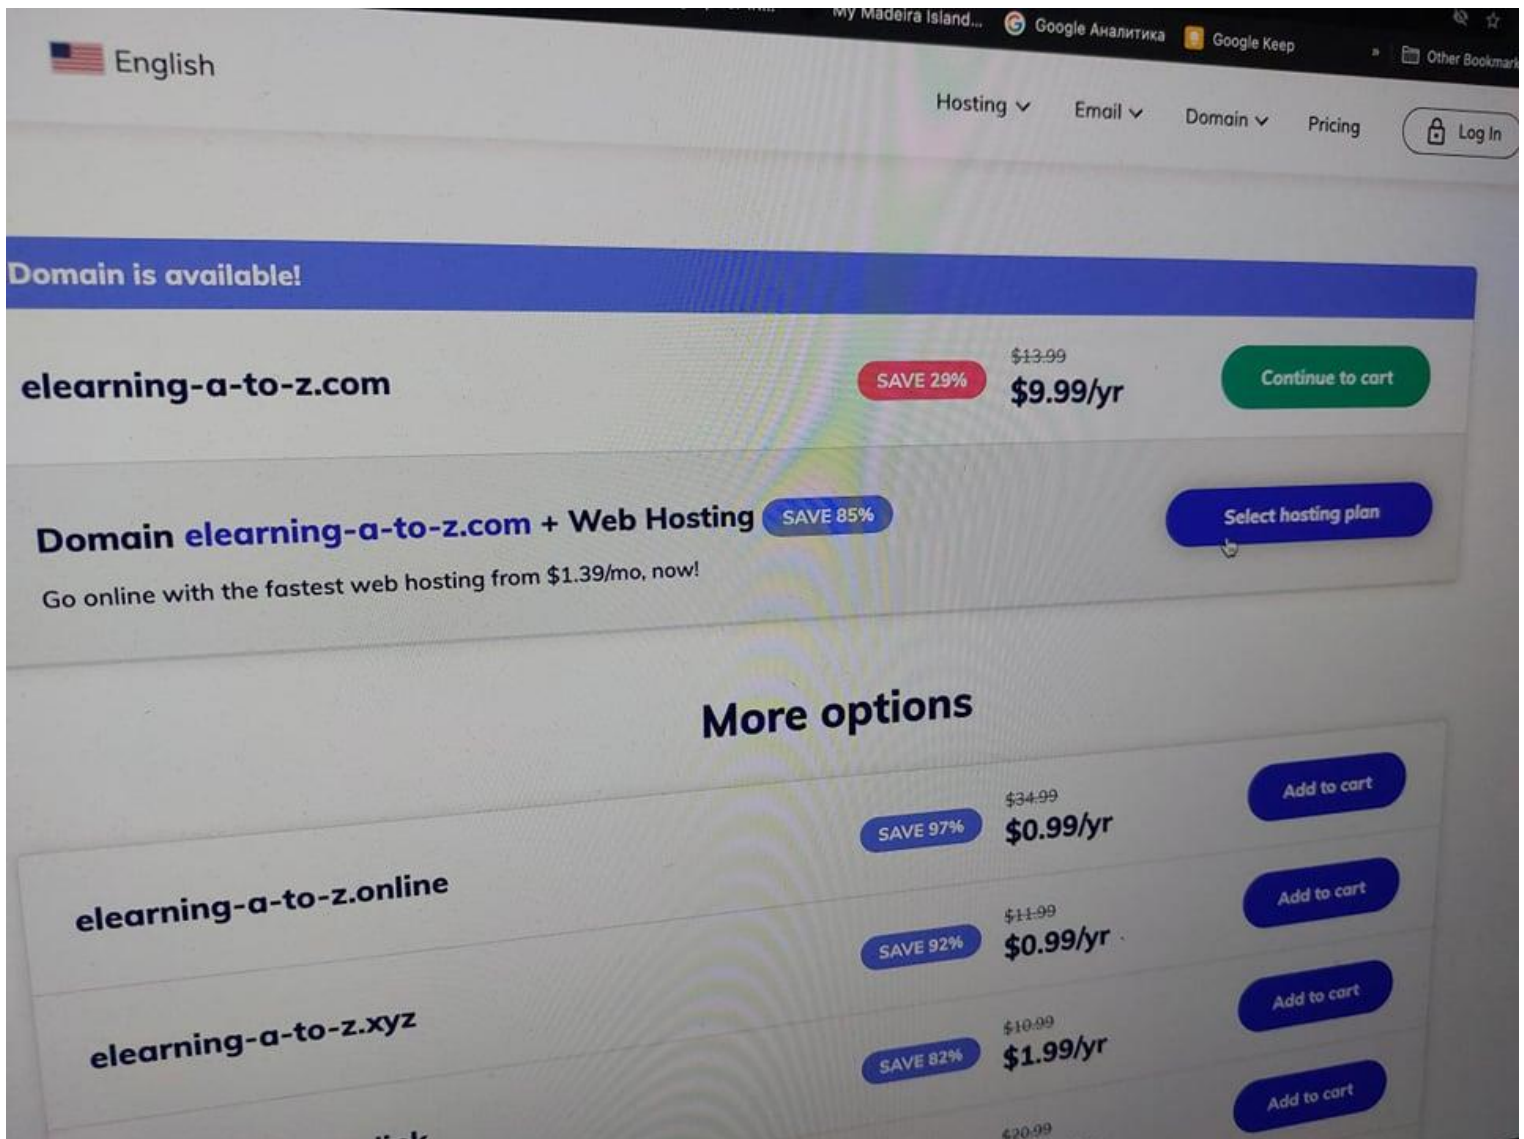 My Madeira Island...
Google Аналитика
Google Keep
»
Other Bookmark
English
Hosting
Email
Domain
Pricing
Log In
Domain is available!
elearning-a-to-z.com
SAVE 29%
$13.99
$9.99/yr
Continue to cart
Domain elearning-a-to-z.com + Web Hosting
SAVE 85%
Select hosting plan
Go online with the fastest web hosting from $1.39/mo, now!
More options
elearning-a-to-z.online
SAVE 97%
$34.99
$0.99/yr
Add to cart
elearning-a-to-z.xyz
SAVE 92%
$11.99
$0.99/yr
Add to cart
SAVE 82%
$10.99
$1.99/yr
Add to cart
$20.99
Add to cart